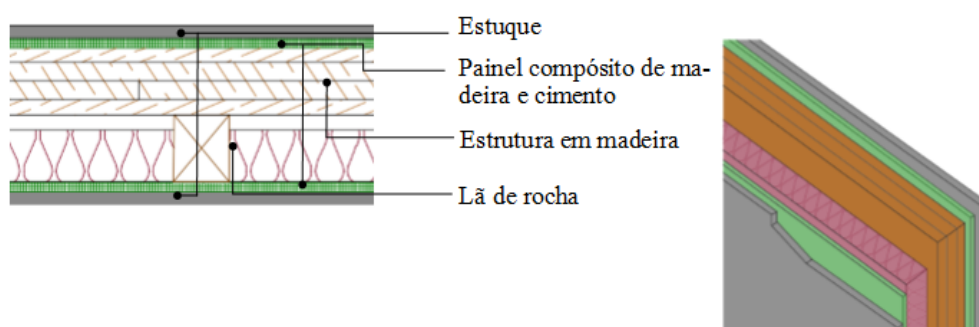 Estuque
Painel compósito de ma-
deira e cimento
Estrutura em madeira
Lã de rocha